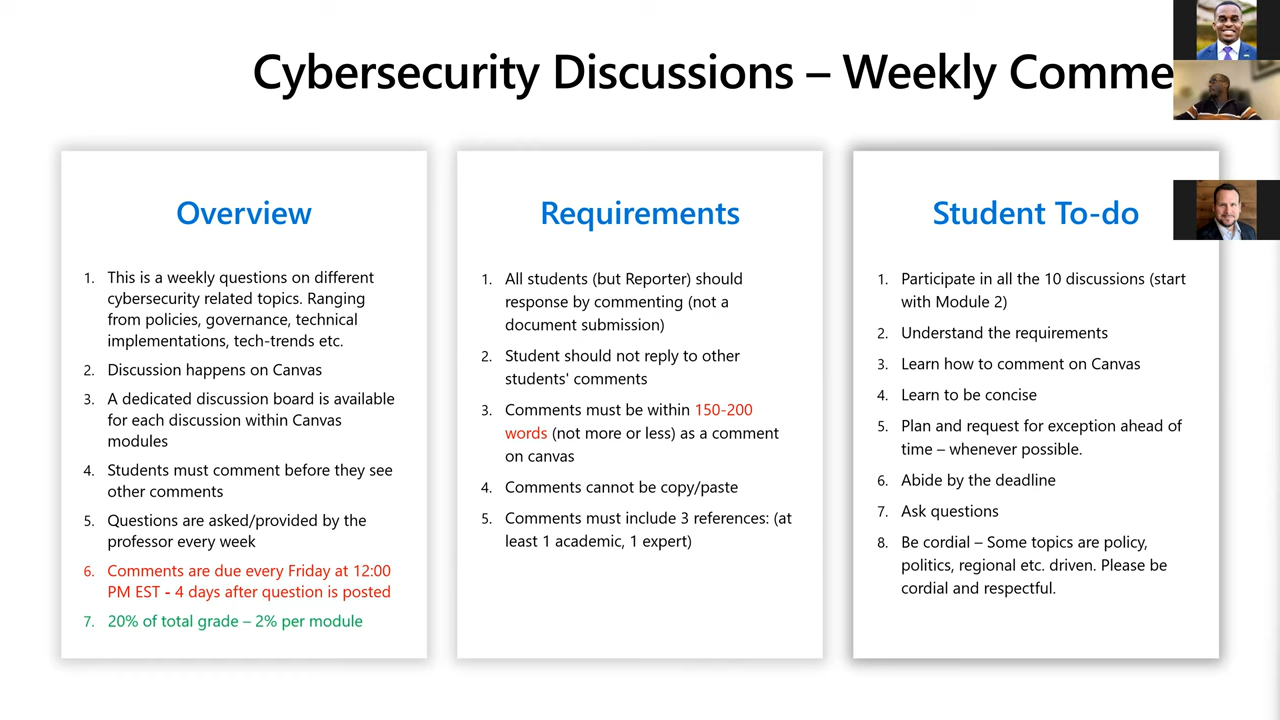 Cybersecurity Discussions – Weekly Comme
Overview
1. This is a weekly questions on different
cybersecurity related topics. Ranging
from policies, governance, technical
implementations, tech-trends etc.
2. Discussion happens on Canvas
3. A dedicated discussion board is available
for each discussion within Canvas
modules
4. Students must comment before they see
other comments
5. Questions are asked/provided by the
professor every week
6. Comments are due every Friday at 12:00
PM EST - 4 days after question is posted
7. 20% of total grade – 2% per module
Requirements
1. All students (but Reporter) should
response by commenting (not a
document submission)
2. Student should not reply to other
students' comments
3. Comments must be within 150-200
words (not more or less) as a comment
on canvas
4. Comments cannot be copy/paste
5. Comments must include 3 references: (at
least 1 academic, 1 expert)
Student To-do
1. Participate in all the 10 discussions (start
with Module 2)
2. Understand the requirements
3. Learn how to comment on Canvas
4. Learn to be concise
5. Plan and request for exception ahead of
time – whenever possible.
6. Abide by the deadline
7. Ask questions
8. Be cordial – Some topics are policy,
politics, regional etc. driven. Please be
cordial and respectful.